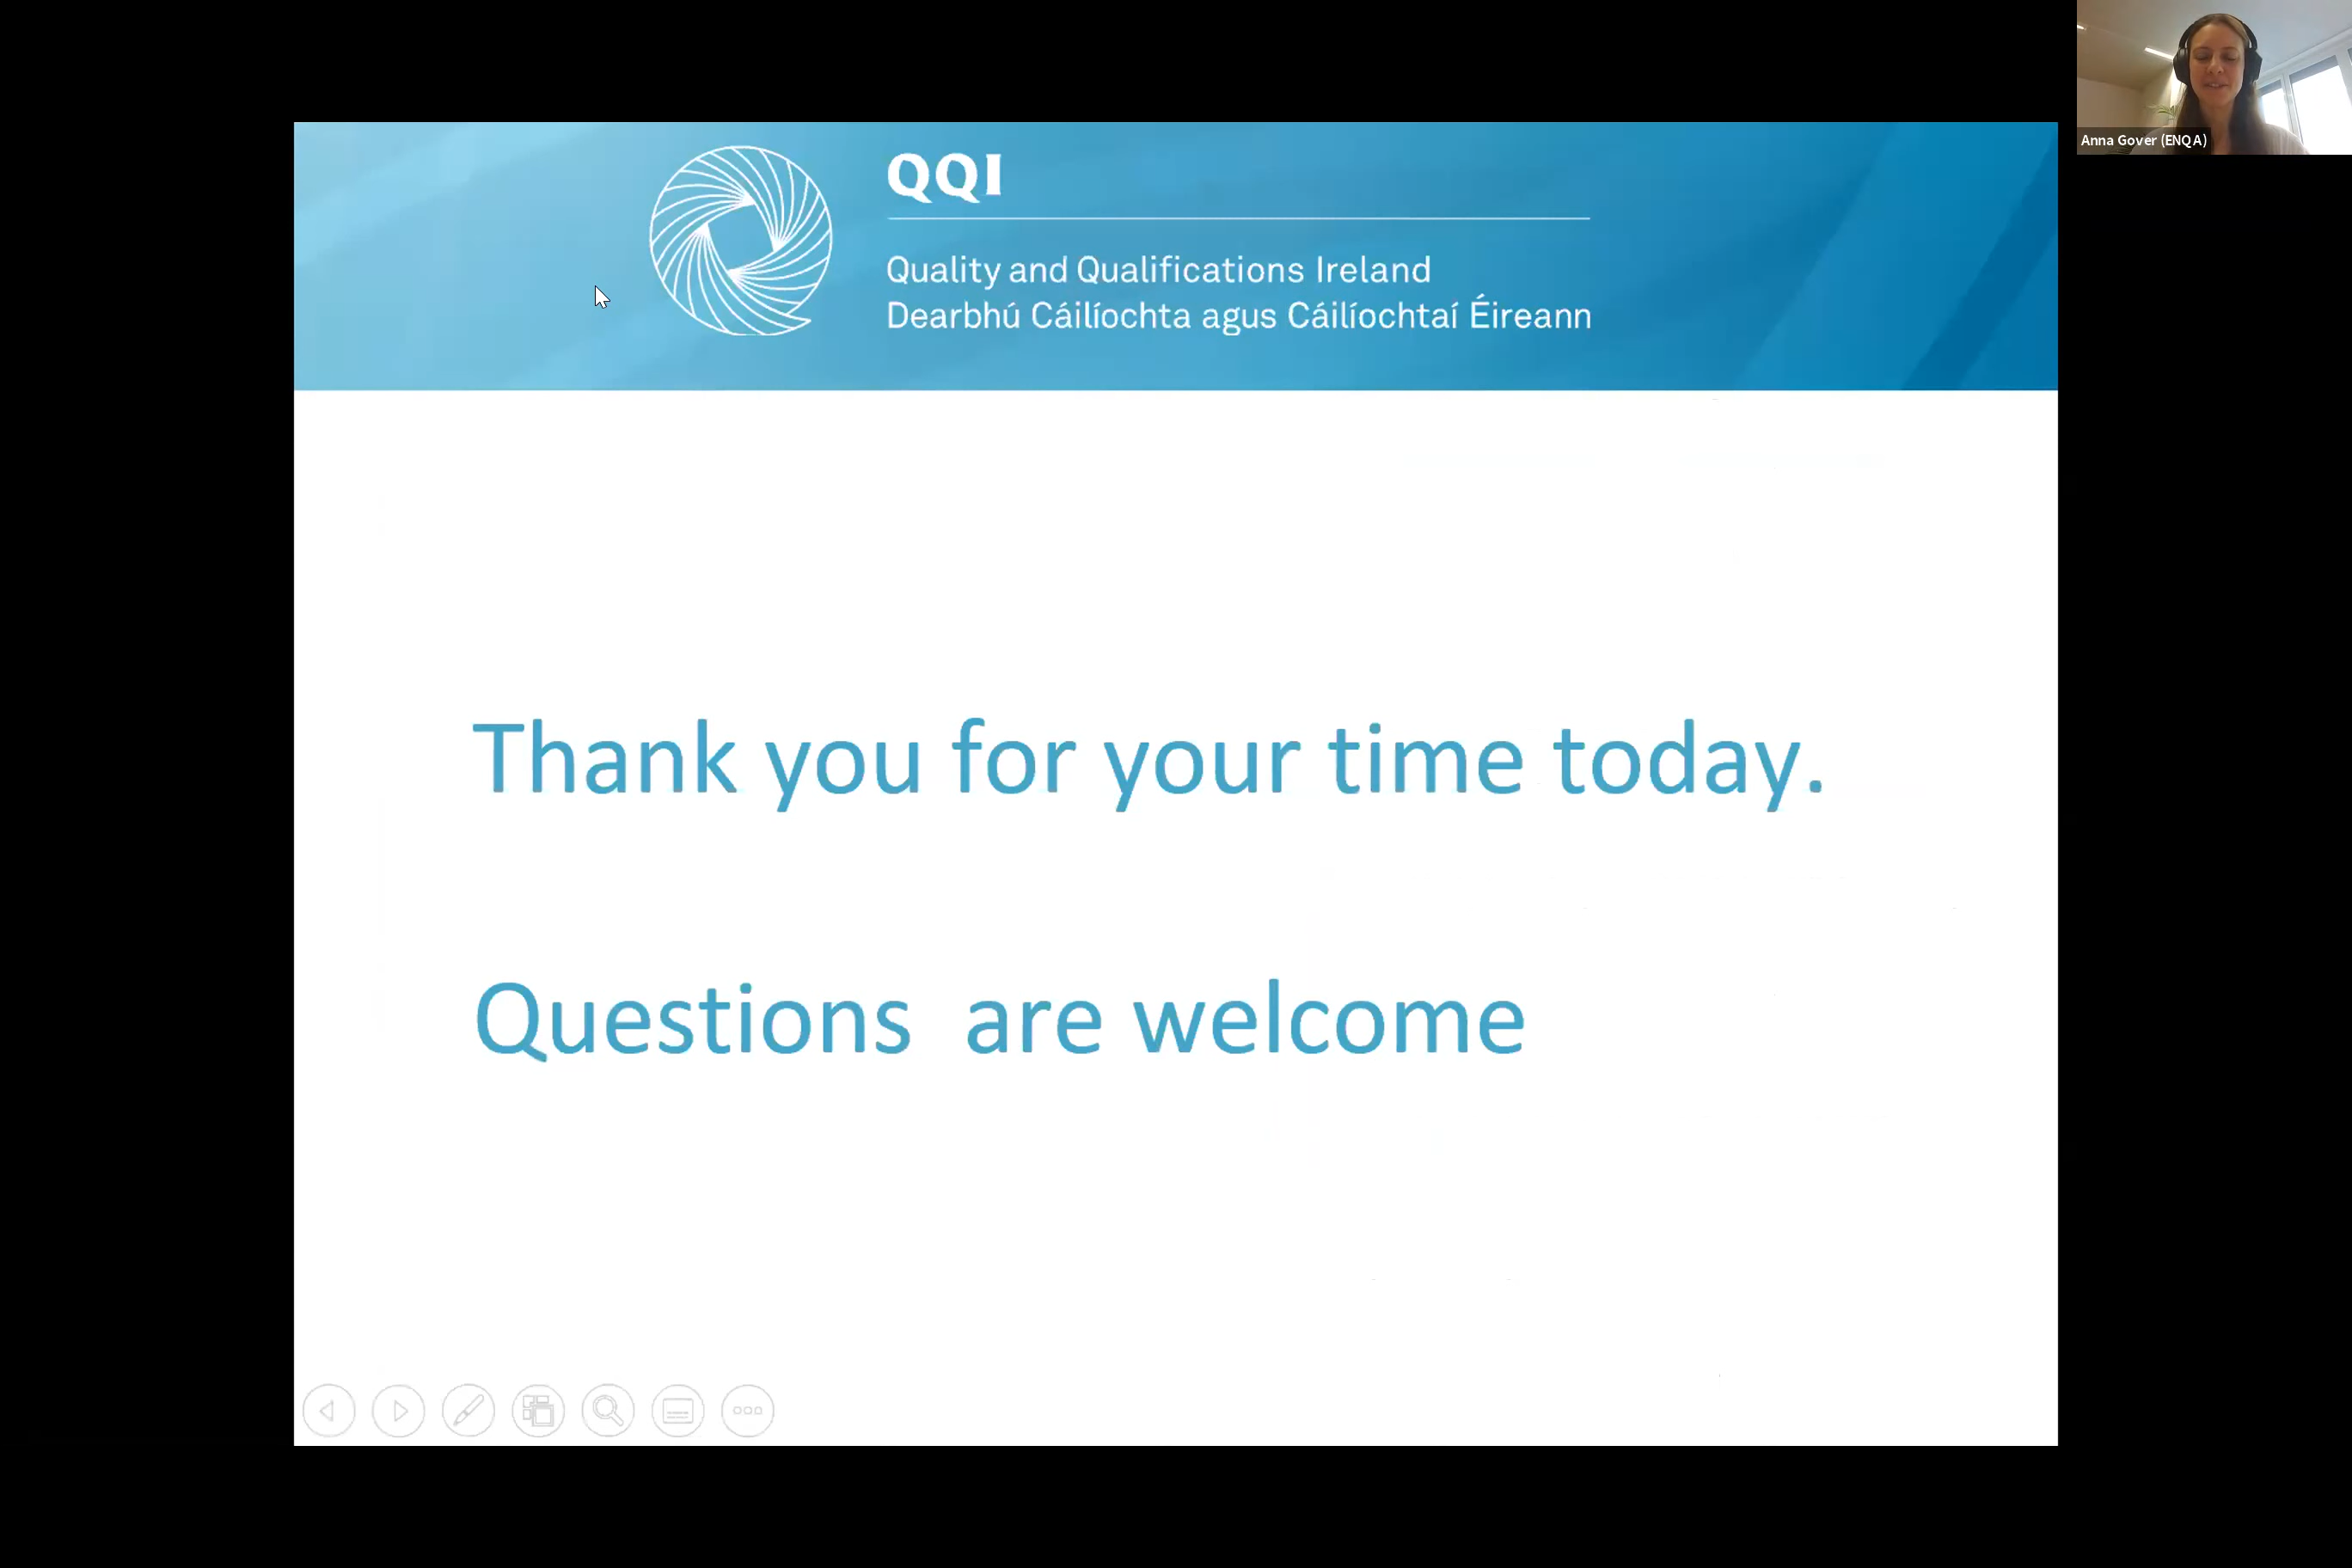 QQI
Quality and Qualifications Ireland
Dearbhú Cáilíochta agus Cáilíochtaí Éireann
Anna Gover (ENQA)
Thank you for your time today.
Questions  are welcome